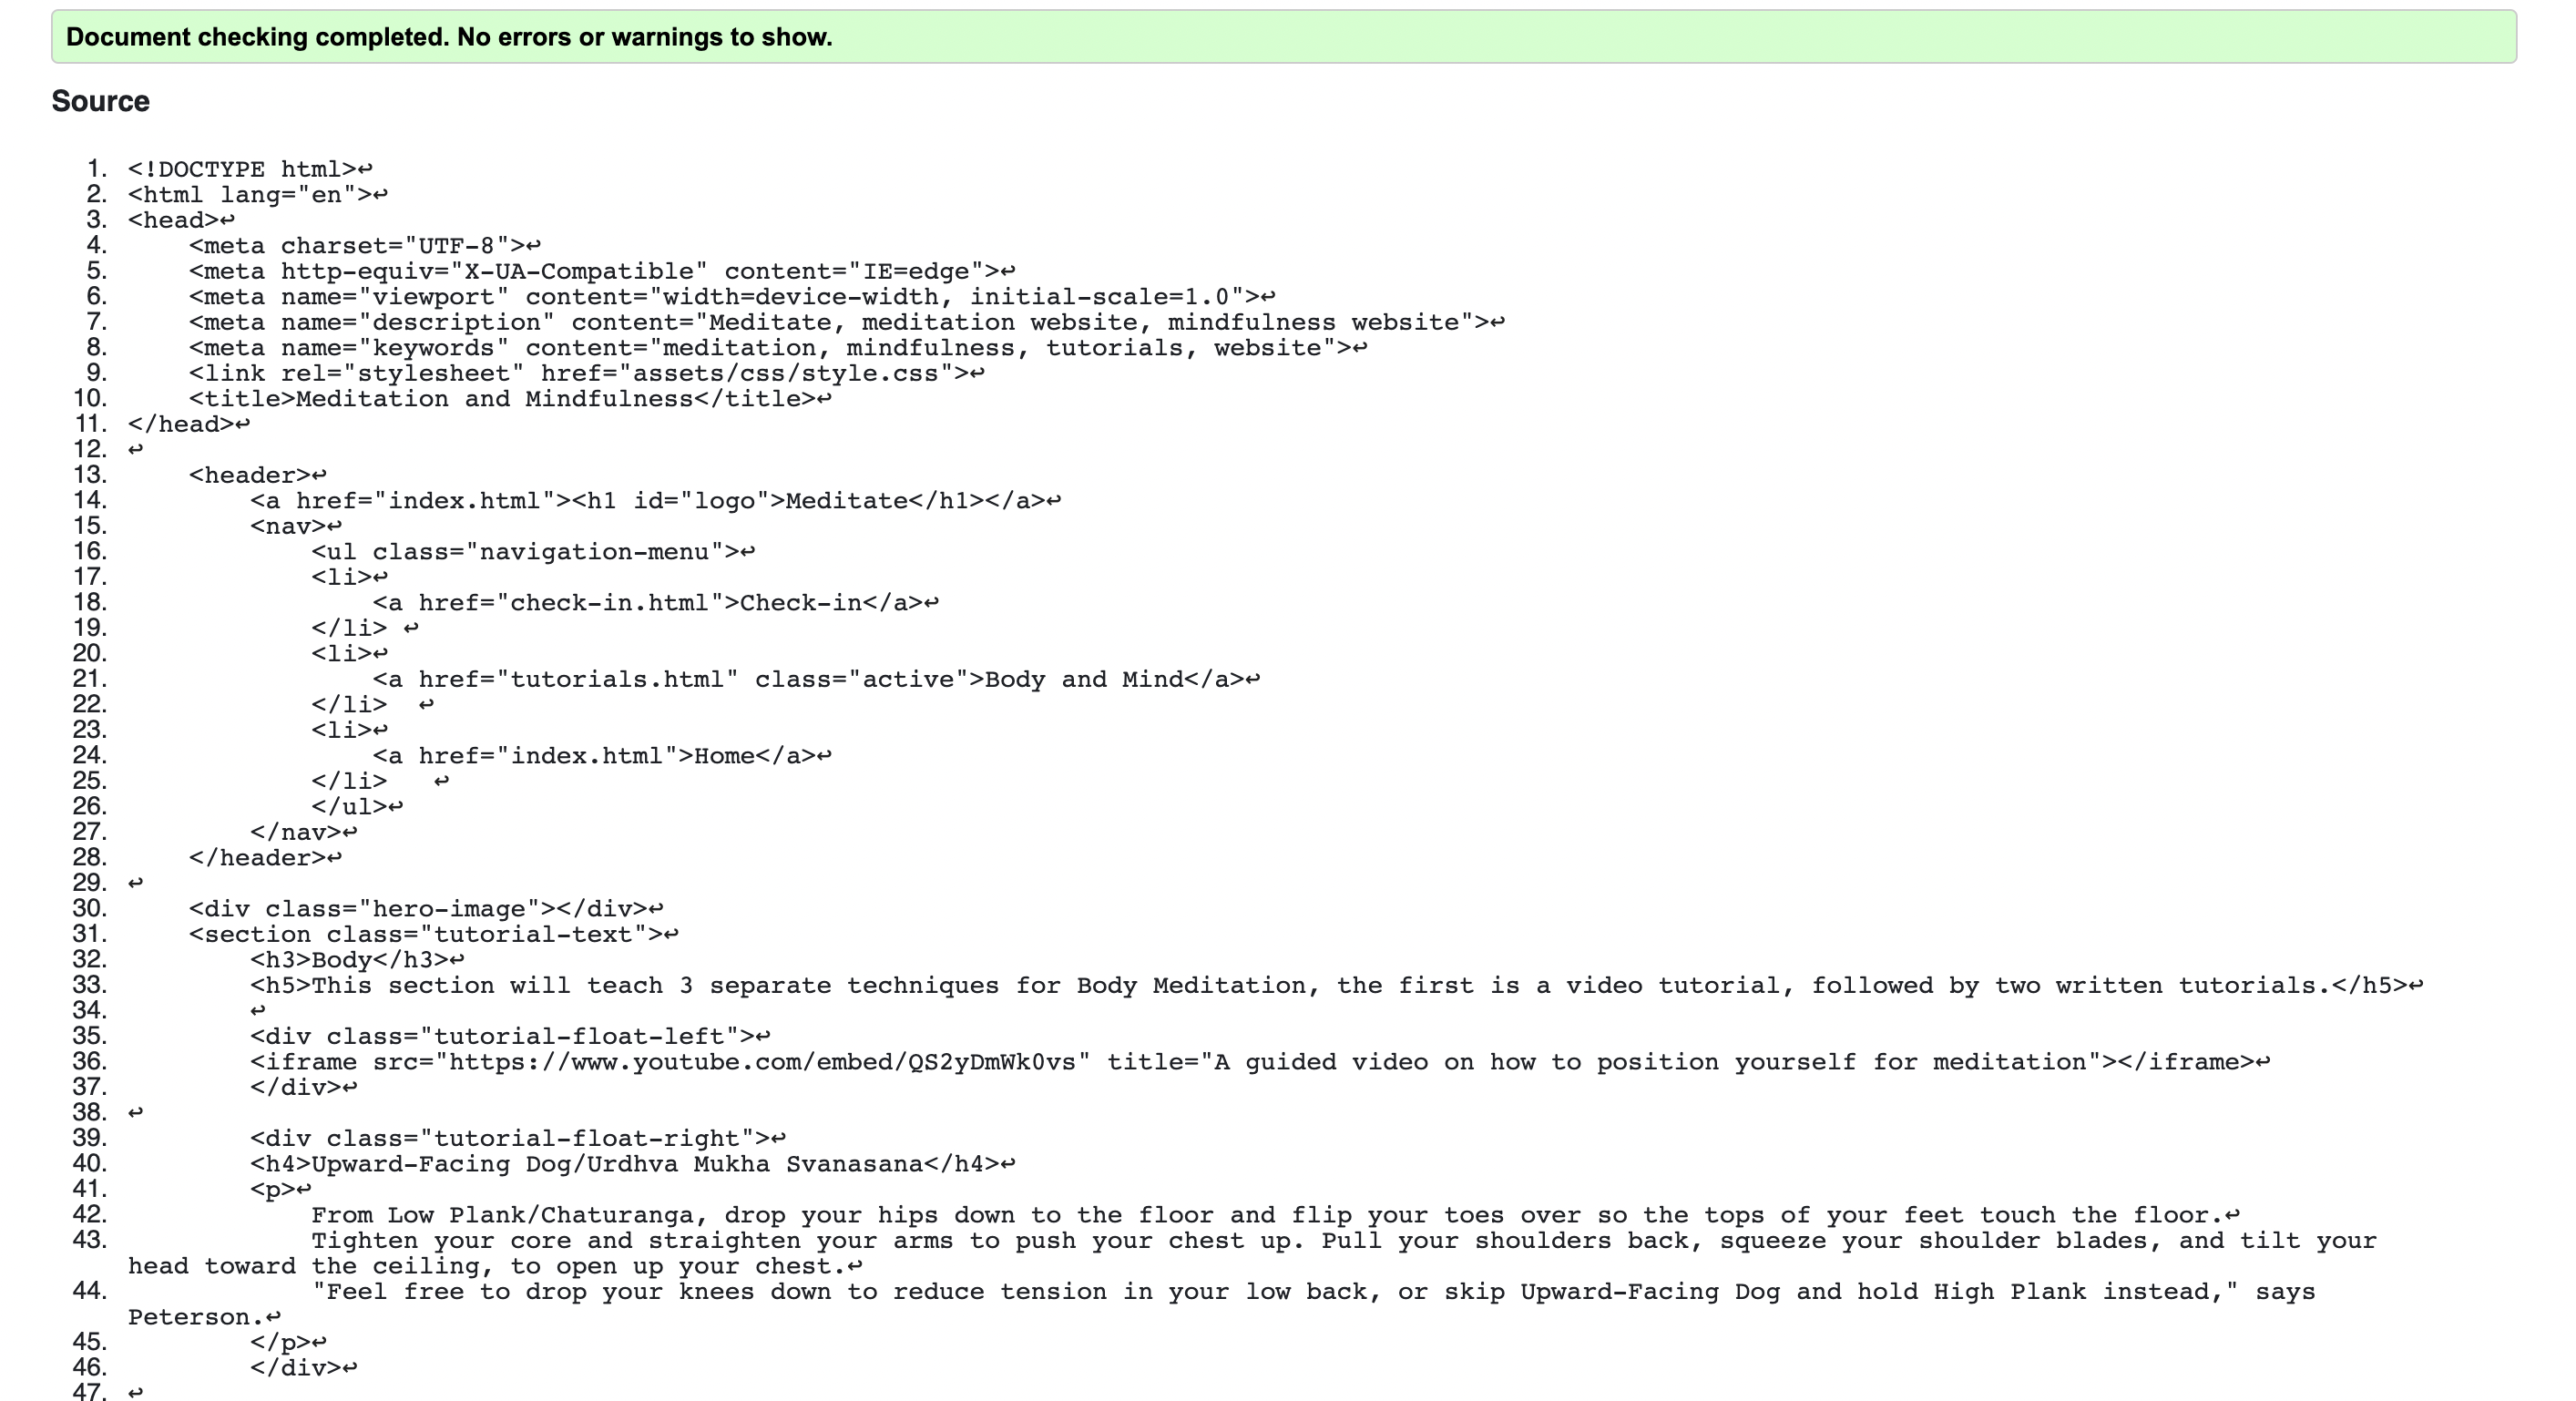 Document checking completed. No errors or warnings to show.
Source
1. <!DOCTYPE html>↩
2. <html lang="en">↩
3. <head>↩
4.     <meta charset="UTF-8">↩
5.     <meta http-equiv="X-UA-Compatible" content="IE=edge">↩
6.     <meta name="viewport" content="width=device-width, initial-scale=1.0">↩
7.     <meta name="description" content="Meditate, meditation website, mindfulness website">↩
8.     <meta name="keywords" content="meditation, mindfulness, tutorials, website">↩
9.     <link rel="stylesheet" href="assets/css/style.css">↩
10.     <title>Meditation and Mindfulness</title>↩
11. </head>↩
12. ↩
13.     <header>↩
14.         <a href="index.html"><h1 id="logo">Meditate</h1></a>↩
15.         <nav>↩
16.             <ul class="navigation-menu">↩
17.             <li>↩
18.                 <a href="check-in.html">Check-in</a>↩
19.             </li> ↩
20.             <li>↩
21.                 <a href="tutorials.html" class="active">Body and Mind</a>↩
22.             </li>  ↩
23.             <li>↩
24.                 <a href="index.html">Home</a>↩
25.             </li>   ↩
26.             </ul>↩
27.         </nav>↩
28.     </header>↩
29. ↩
30.     <div class="hero-image"></div>↩
31.     <section class="tutorial-text">↩
32.         <h3>Body</h3>↩
33.         <h5>This section will teach 3 separate techniques for Body Meditation, the first is a video tutorial, followed by two written tutorials.</h5>↩
34.         ↩
35.         <div class="tutorial-float-left">↩
36.         <iframe src="https://www.youtube.com/embed/QS2yDmWk0vs" title="A guided video on how to position yourself for meditation"></iframe>↩
37.         </div>↩
38. ↩
39.         <div class="tutorial-float-right">↩
40.         <h4>Upward-Facing Dog/Urdhva Mukha Svanasana</h4>↩
41.         <p>↩
42.             From Low Plank/Chaturanga, drop your hips down to the floor and flip your toes over so the tops of your feet touch the floor.↩
43.             Tighten your core and straighten your arms to push your chest up. Pull your shoulders back, squeeze your shoulder blades, and tilt your
head toward the ceiling, to open up your chest.↩
44.             "Feel free to drop your knees down to reduce tension in your low back, or skip Upward-Facing Dog and hold High Plank instead," says
Peterson.↩
45.         </p>↩
46.         </div>↩
47. ↩